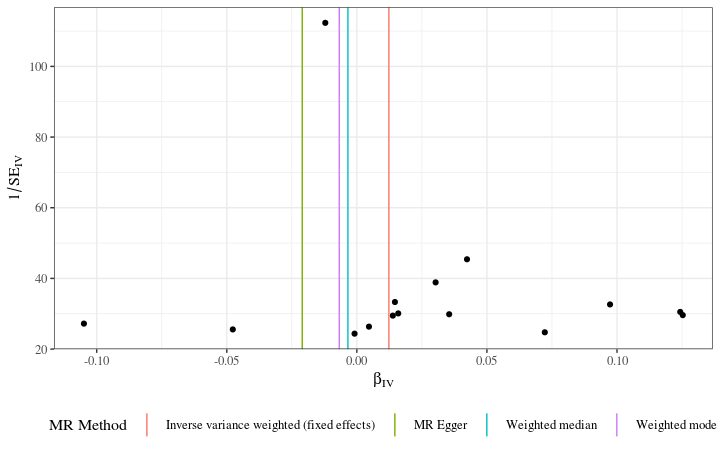 100
80
60
40
20
1/SE_IV
-0.10 -0.05 0.00 0.05 0.10
β_IV
MR Method Inverse variance weighted (fixed effects) MR Egger Weighted median Weighted mode